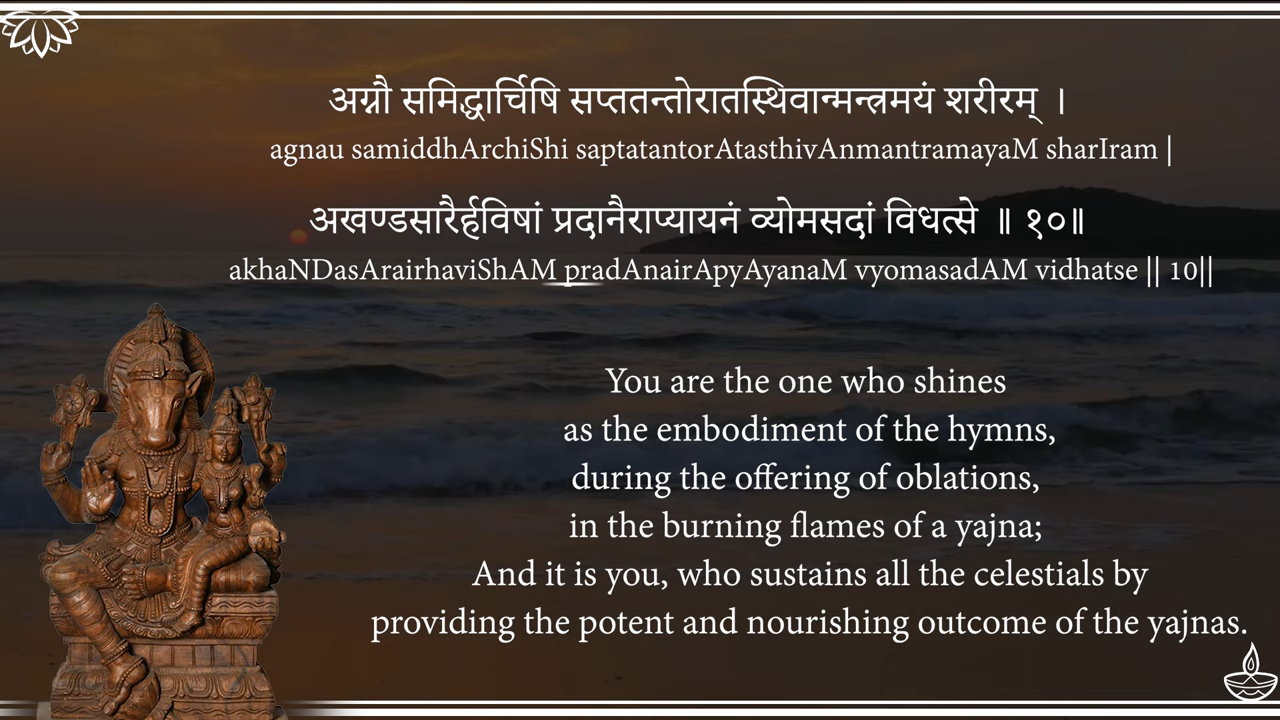 अग्नौ समिद्धार्चिषि सप्ततन्तोरातस्थिवान्मन्त्रमयं शरीरम् ।
agnau samiddhArchiShi saptatantorAtasthivAnmantramayaM sharIram |
अखण्डसारैर्हविषां प्रदानैराप्यायनं व्योमसदां विधत्से ॥ १०॥
akhaNDasArairhaviShAM pradAnairApyAyanaM vyomasadAM vidhatse || 10||
You are the one who shines
as the embodiment of the hymns,
during the offering of oblations,
in the burning flames of a yajna;
And it is you, who sustains all the celestials by
providing the potent and nourishing outcome of the yajnas.